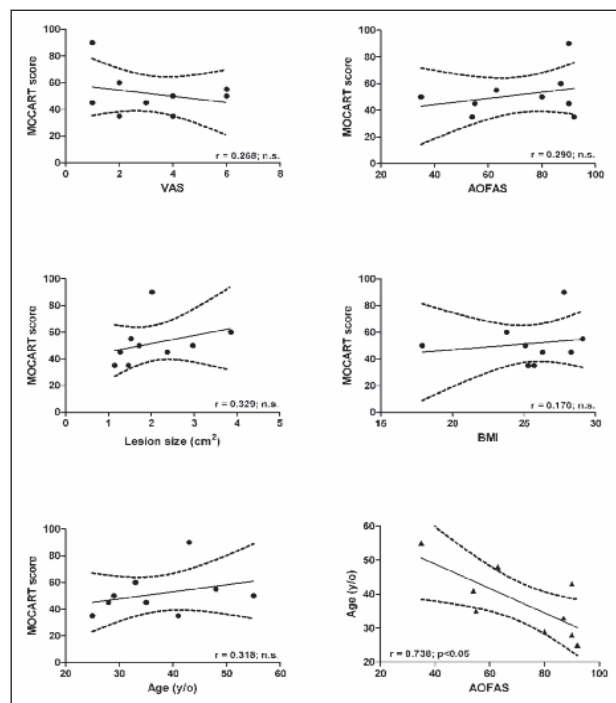 100
80
60
40
20
0
MOCART score
0 2 4 6 8
VAS
r = 0.268; n.s.
100
80
60
40
20
0
MOCART score
20 40 60 80 100
AOFAS
r = 0.290; n.s.
100
80
60
40
20
0
MOCART score
0 1 2 3 4 5
Lesion size (cm²)
r = 0.329; n.s.
100
80
60
40
20
0
MOCART score
15 20 25 30
BMI
r = 0.170; n.s.
100
80
60
40
20
0
MOCART score
20 30 40 50 60
Age (y/o)
r = 0.318; n.s.
60
50
40
30
20
Age (y/o)
20 40 60 80 100
AOFAS
r = 0.736; p<0.05